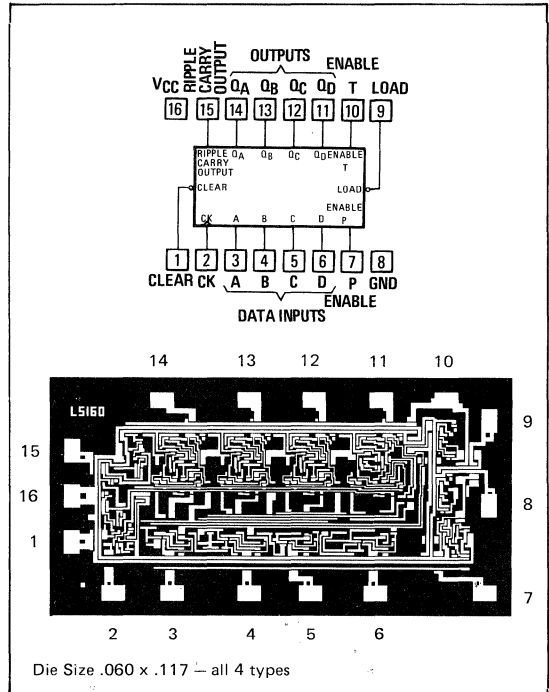 OUTPUTS
VCC RIPPLE CARRY OUTPUT QA QB QC QD ENABLE T LOAD
16 15 14 13 12 11 10 9
RIPPLE CARRY OUTPUT QA QB QC QD ENABLE T
CLEAR LOAD
ENABLE
CK A B C D P
1 2 3 4 5 6 7 8
CLEAR CK A B C D P GND
ENABLE
DATA INPUTS
14 13 12 11 10
LS160
9
15
16
8
1
7
2 3 4 5 6
Die Size .060 x .117 – all 4 types